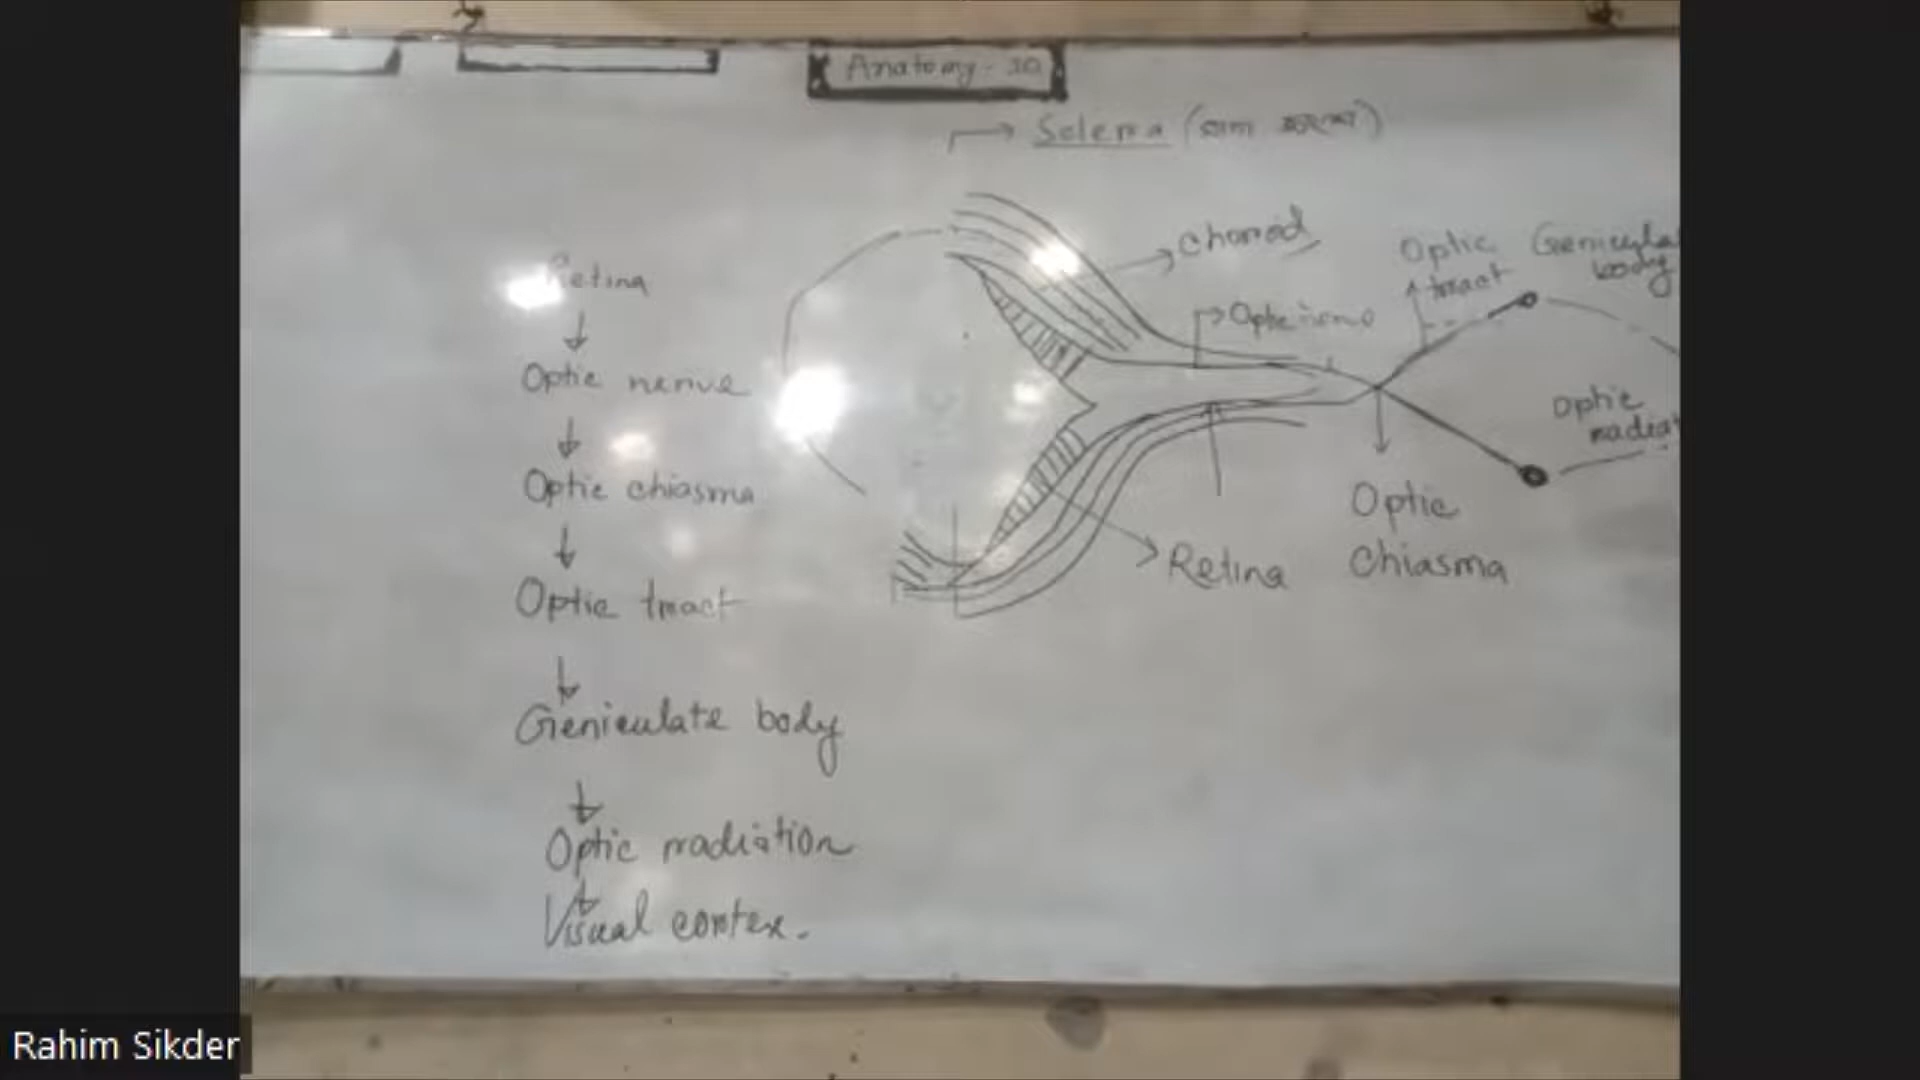 Anatomy - 10
Sclera
Choroid
Optic nerve
Optic tract
Geniculate body
Retina
Optic nerve
Optic chiasma
Optic tract
Geniculate body
Optic radiation
Visual cortex.
Retina
Optic
Chiasma
Optic
Rahim Sikder